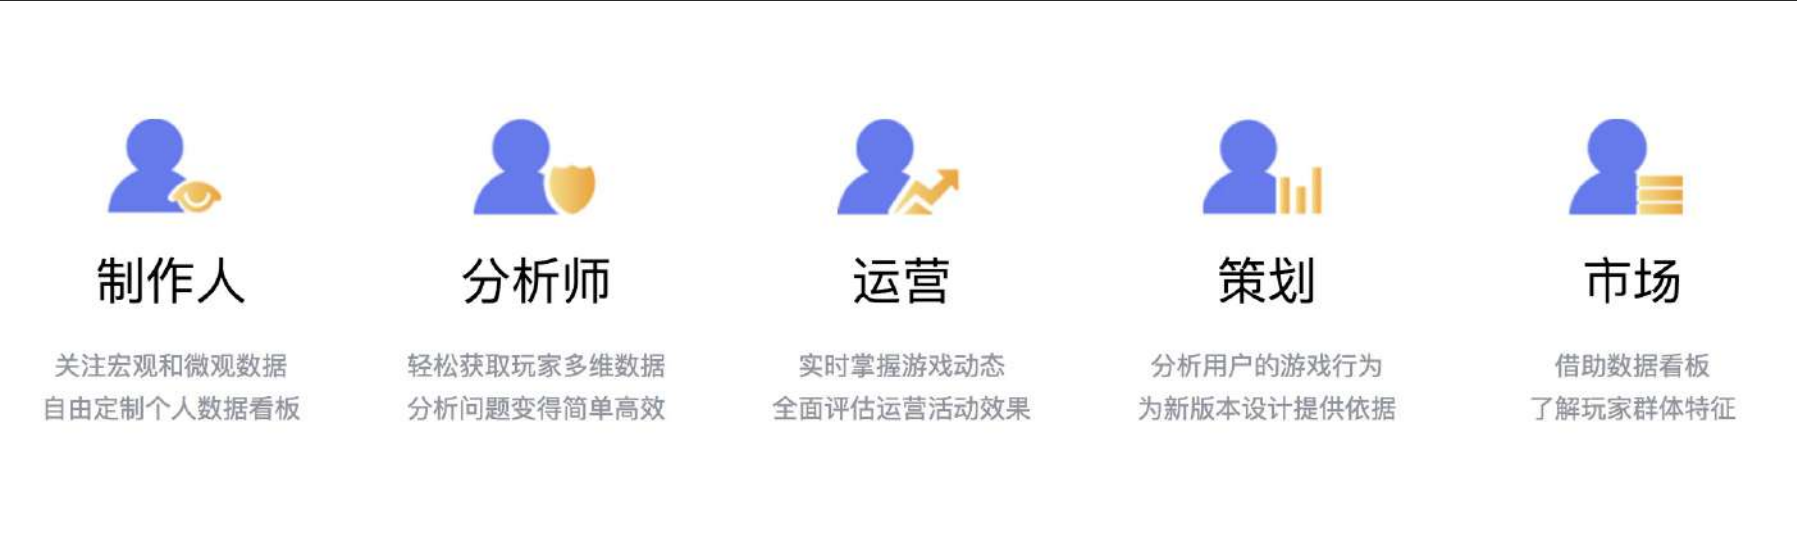 制作人
关注宏观和微观数据
自由定制个人数据看板
分析师
轻松获取玩家多维数据
分析问题变得简单高效
运营
实时掌握游戏动态
全面评估运营活动效果
策划
分析用户的游戏行为
为新版本设计提供依据
市场
借助数据看板
了解玩家群体特征